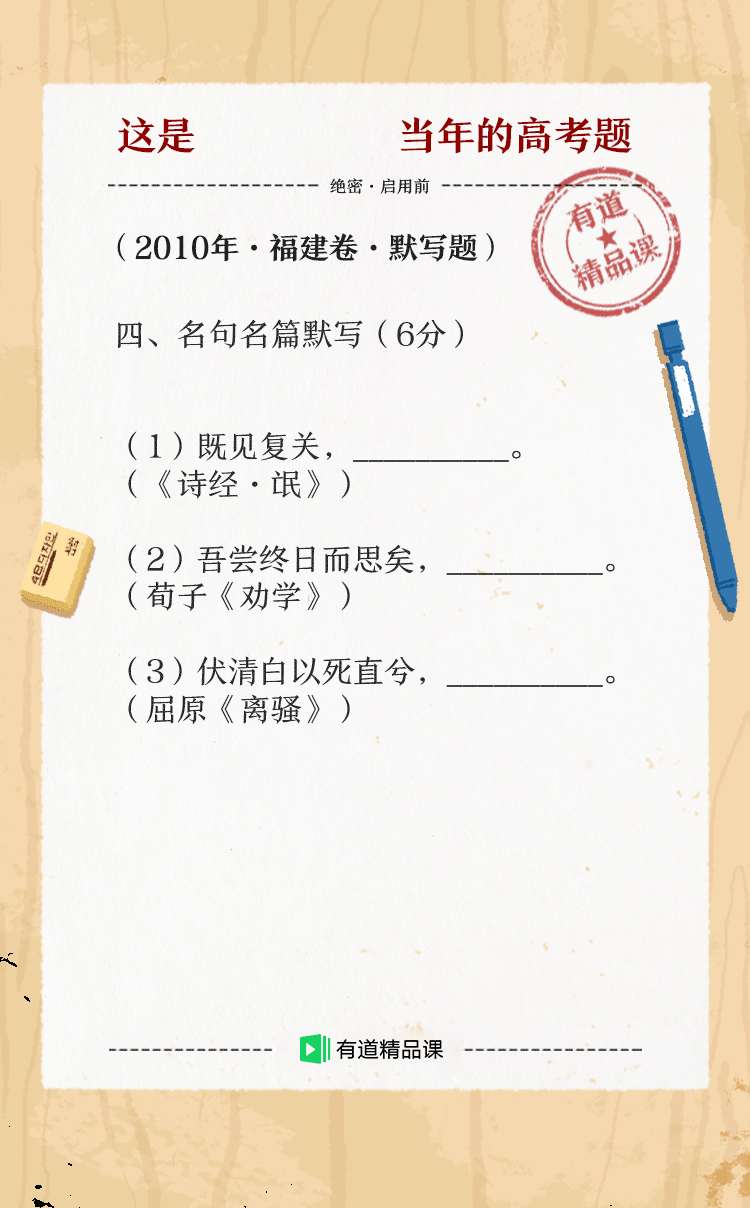 这是 当年的高考题
绝密·启用前
（2010年·福建卷·默写题）
有道
精品课
四、名句名篇默写（6分）
（1）既见复关，__________。
（《诗经·氓》）
（2）吾尝终日而思矣，__________。
（荀子《劝学》）
（3）伏清白以死直兮，__________。
（屈原《离骚》）
有道精品课